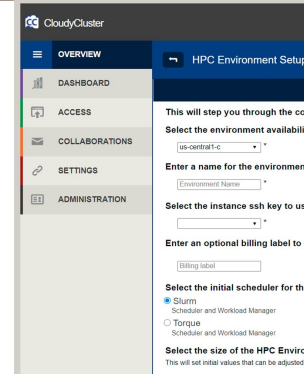 CloudyCluster
OVERVIEW
DASHBOARD
ACCESS
COLLABORATIONS
SETTINGS
ADMINISTRATION
HPC Environment Setup
This will step you through the co
Select the environment availabili
us-central1-c
*
Enter a name for the environmen
Environment Name
*
Select the instance ssh key to us
*
Enter an optional billing label to
Billing label
Select the initial scheduler for th
Slurm
Scheduler and Workload Manager
Torque
Scheduler and Workload Manager
Select the size of the HPC Enviro
This will set initial values that can be adjusted